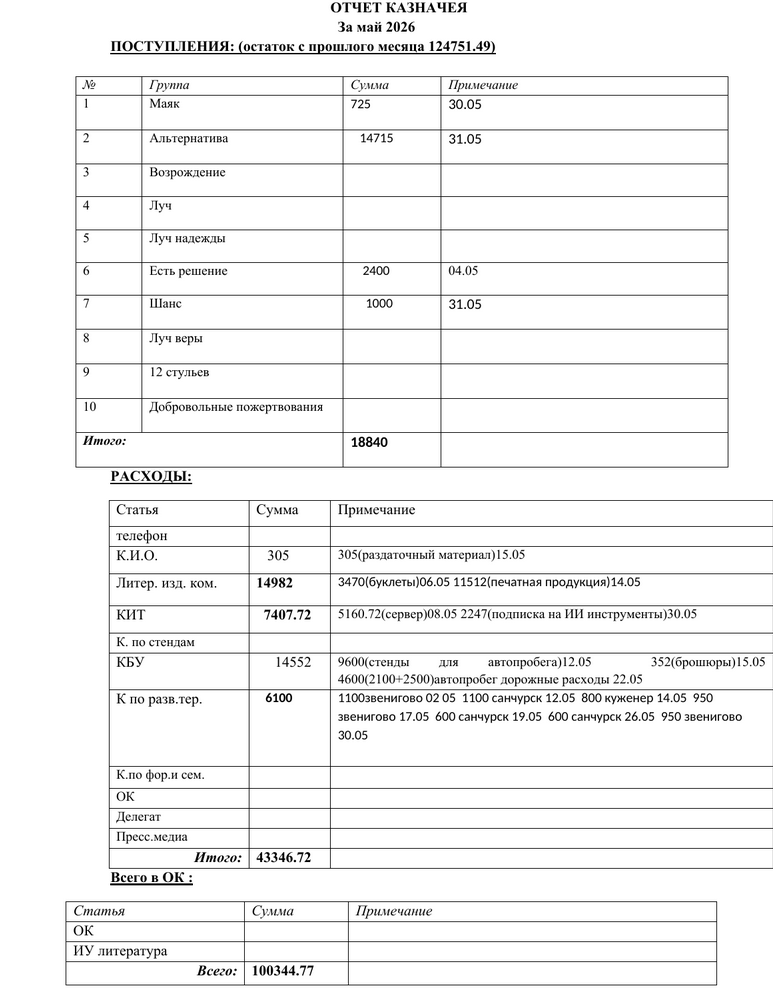 ОТЧЕТ КАЗНАЧЕЯ
За май 2026
ПОСТУПЛЕНИЯ: (остаток с прошлого месяца 124751.49)
№ Группа Сумма Примечание
1 Маяк 725 30.05
2 Альтернатива 14715 31.05
3 Возрождение
4 Луч
5 Луч надежды
6 Есть решение 2400 04.05
7 Шанс 1000 31.05
8 Луч веры
9 12 стульев
10 Добровольные пожертвования
Итого: 18840
РАСХОДЫ:
Статья Сумма Примечание
телефон
К.И.О. 305 305(раздаточный материал)15.05
Литер. изд. ком. 14982 3470(буклеты)06.05 11512(печатная продукция)14.05
КИТ 7407.72 5160.72(сервер)08.05 2247(подписка на ИИ инструменты)30.05
К. по стендам
КБУ 14552 9600(стенды для автопробега)12.05 352(брошюры)15.05
4600(2100+2500)автопробег дорожные расходы 22.05
К по разв.тер. 6100 1100звенигово 02 05 1100 санчурск 12.05 800 куженер 14.05 950
звенигово 17.05 600 санчурск 19.05 600 санчурск 26.05 950 звенигово
30.05
К.по фор.и сем.
ОК
Делегат
Пресс.медиа
Итого: 43346.72
Всего в ОК :
Статья Сумма Примечание
ОК
ИУ литература
Всего: 100344.77